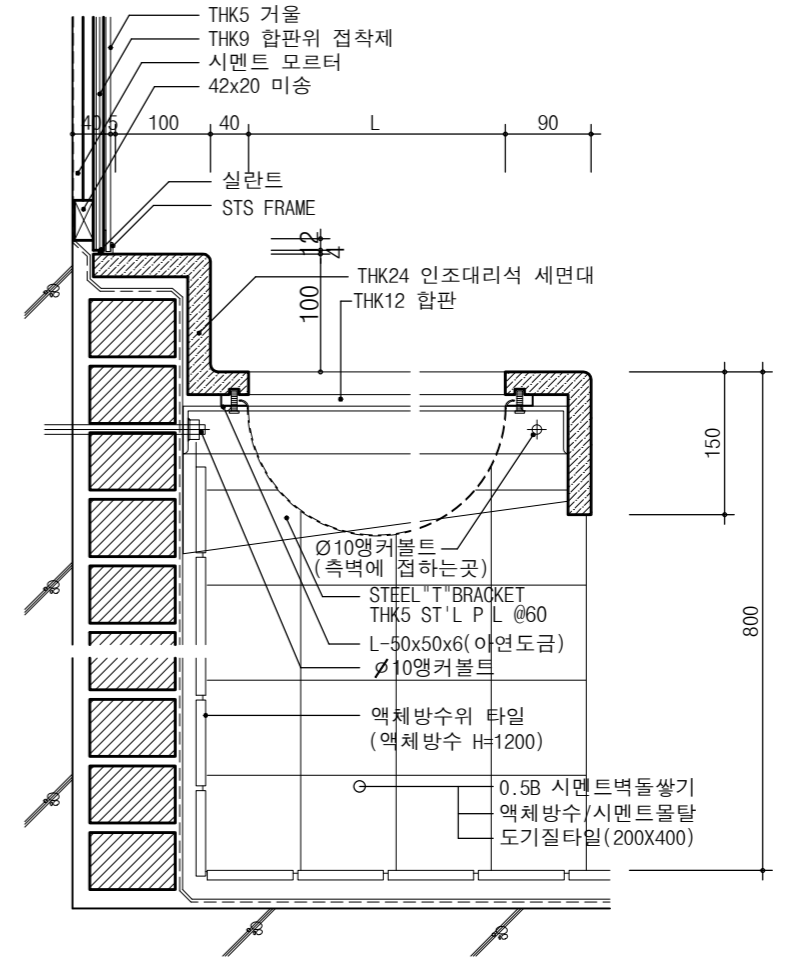 THK5 거울
THK9 합판위 접착제
시멘트 모르터
42x20 미송
40 5 100 40 L 90
실란트
STS FRAME
12
4
100
THK24 인조대리석 세면대
THK12 합판
150
800
Ø10앵커볼트
(측벽에 접하는곳)
STEEL"T"BRACKET
THK5 ST'L P L @60
L-50x50x6(아연도금)
Ø10앵커볼트
액체방수위 타일
(액체방수 H=1200)
0.5B 시멘트벽돌쌓기
액체방수/시멘트몰탈
도기질타일(200X400)